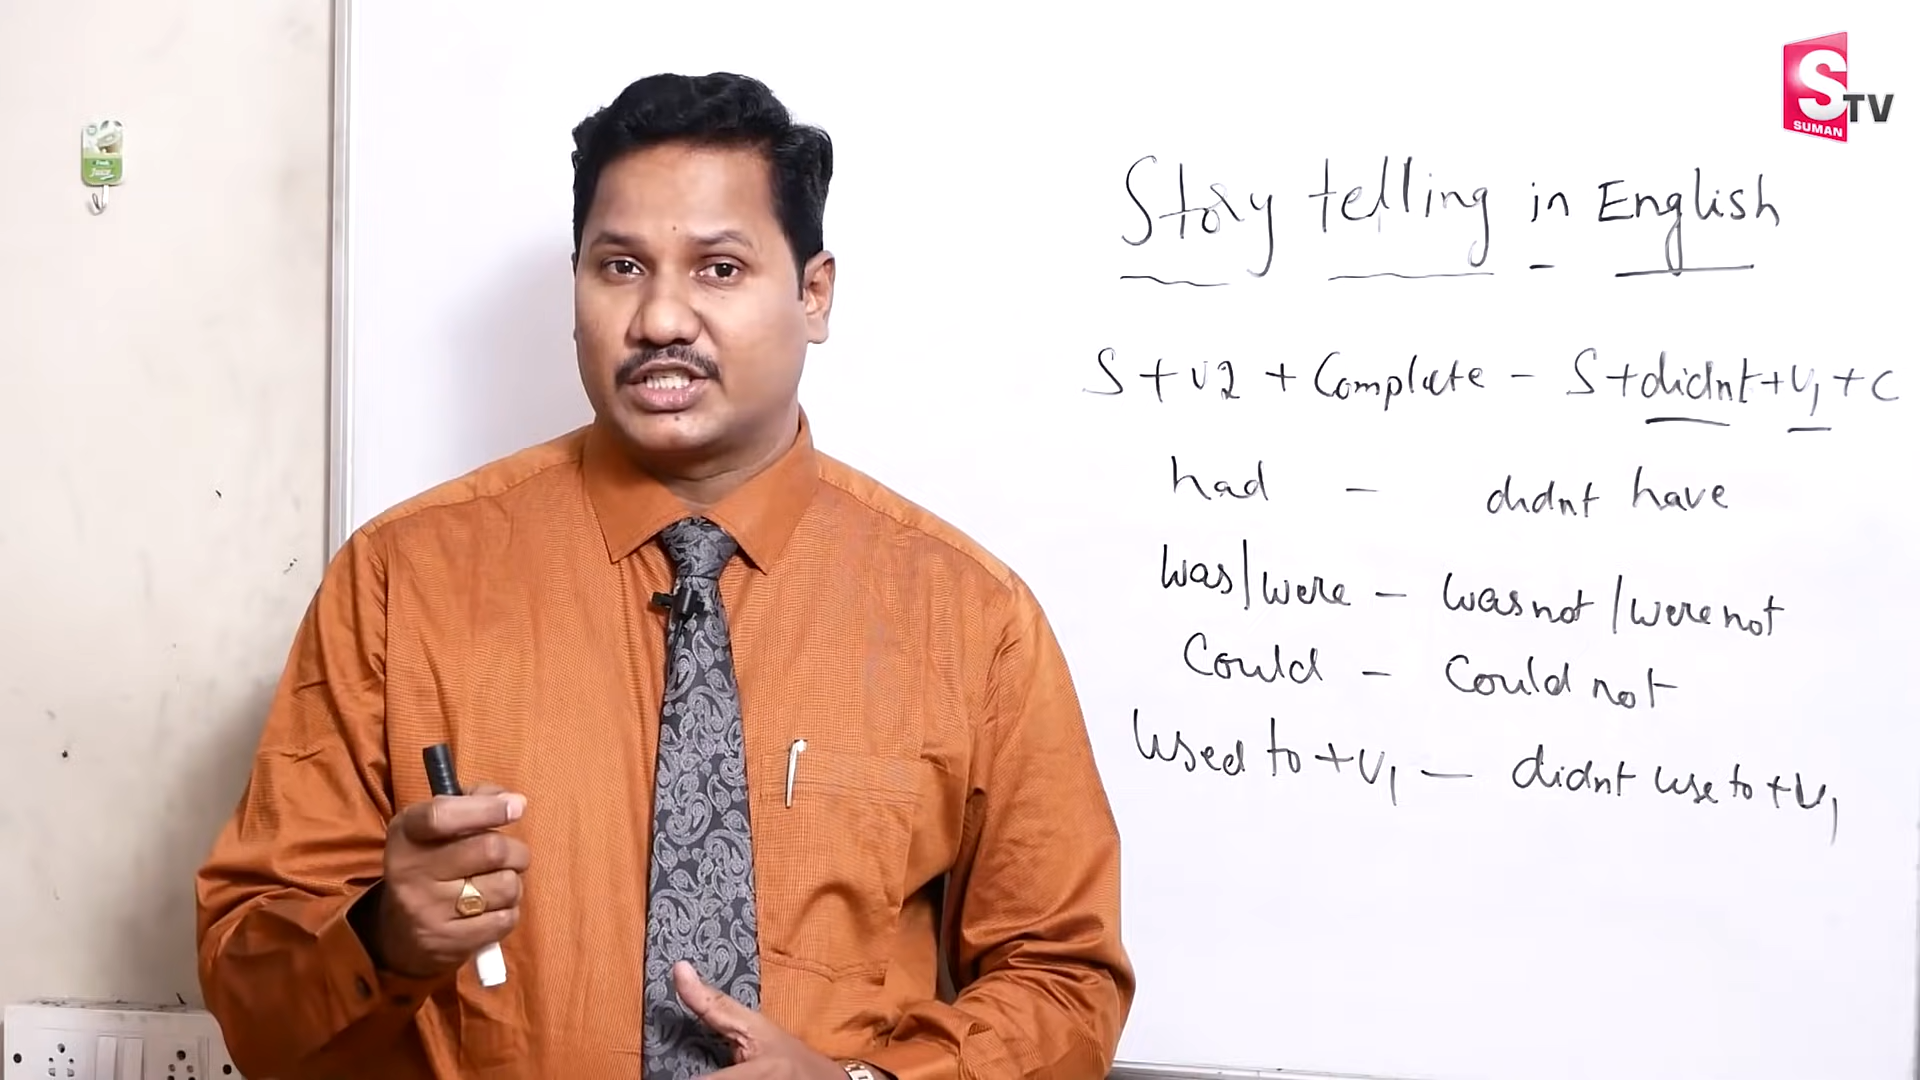 S TV
SUMAN
Story telling in English
S + v2 + Complete - S + didnt + v1 + c
had - didnt have
was/were - was not / were not
Could - Could not
Used to + v1 - didnt use to + v1